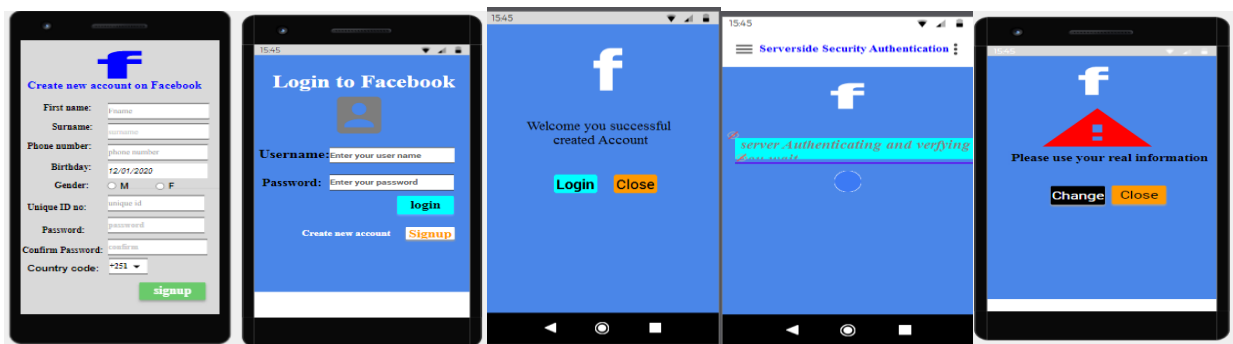 Create new account on Facebook
First name: Fname
Surname: surname
Phone number: phone number
Birthday: 12/01/2020
Gender: M F
Unique ID no: unique id
Password: password
Confirm Password: confirm
Country code: +251
signup
15:45
Login to Facebook
Username: Enter your user name
Password: Enter your password
login
Create new account Signup
15:45
f
Welcome you successful
created Account
Login Close
15:45
Serverside Security Authentication
f
server Authenticating and verfying
you wait
15:45
f
Please use your real information
Change Close